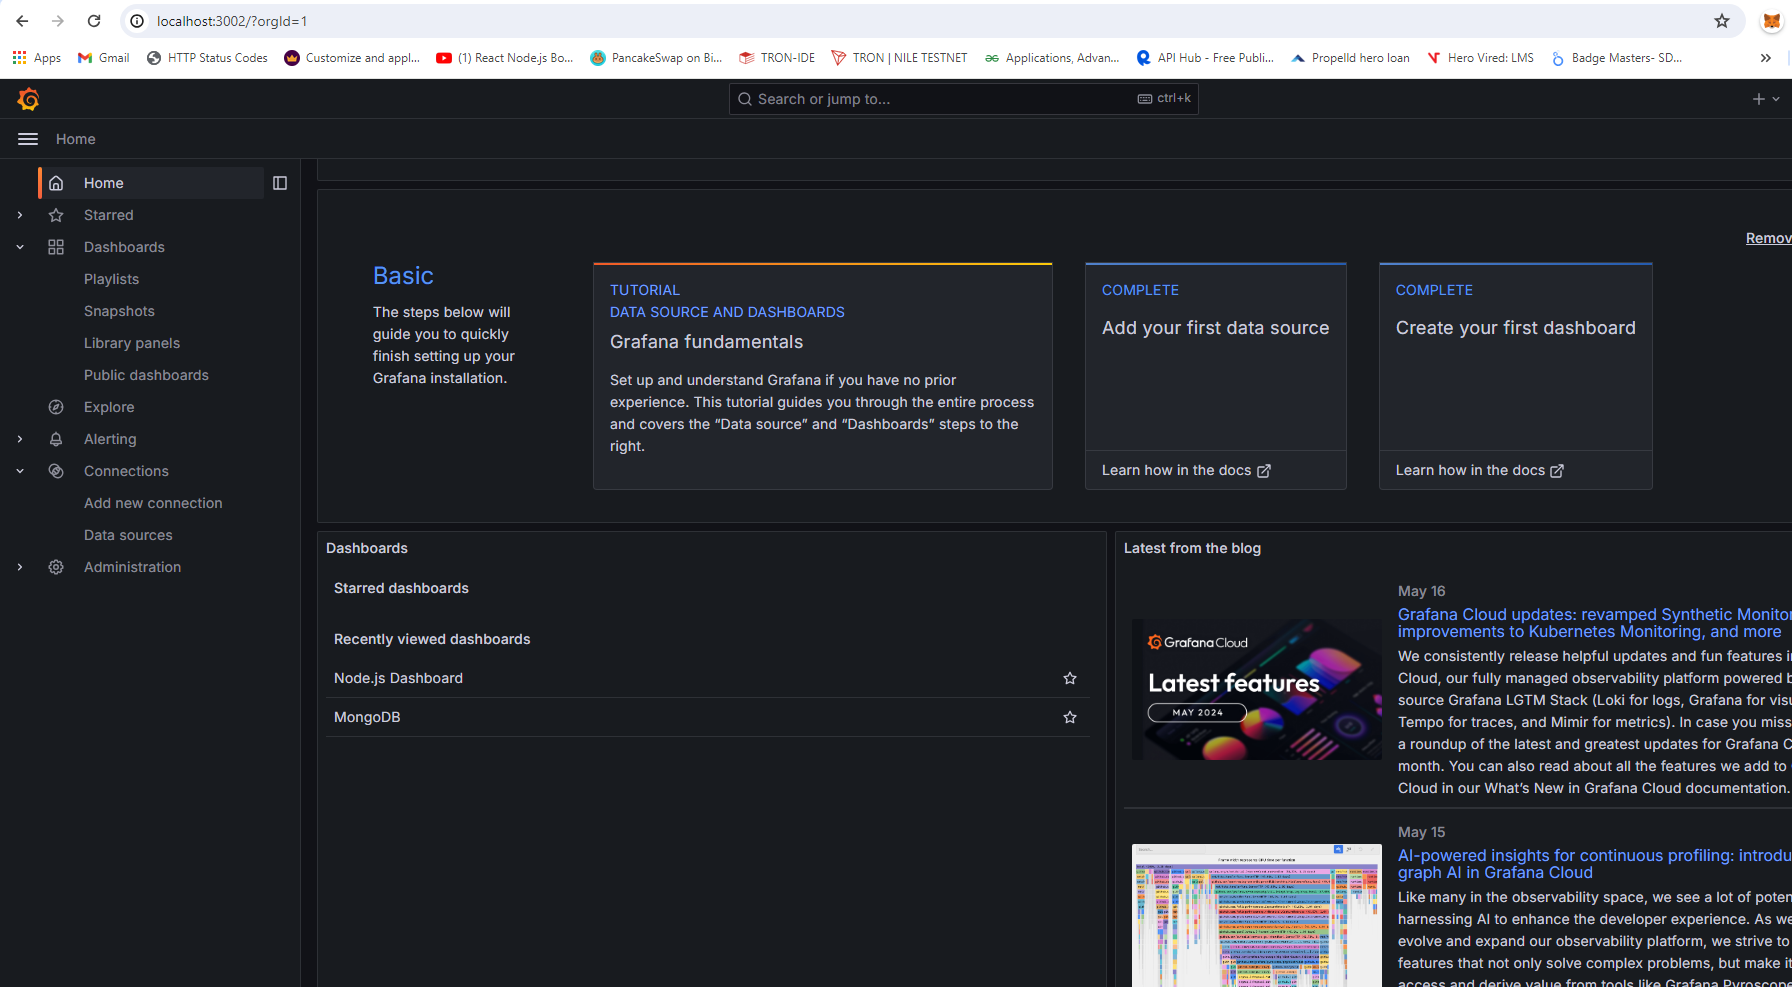 localhost:3002/?orgId=1
Apps
Gmail
HTTP Status Codes
Customize and appl...
(1) React Node.js Bo...
PancakeSwap on Bi...
TRON-IDE
TRON | NILE TESTNET
Applications, Advan...
API Hub - Free Publi...
Propelld hero loan
Hero Vired: LMS
Badge Masters- SD...
Search or jump to...
ctrl+k
Home
Home
Starred
Dashboards
Playlists
Snapshots
Library panels
Public dashboards
Explore
Alerting
Connections
Add new connection
Data sources
Administration
Remov
Basic
The steps below will
guide you to quickly
finish setting up your
Grafana installation.
TUTORIAL
DATA SOURCE AND DASHBOARDS
Grafana fundamentals
Set up and understand Grafana if you have no prior
experience. This tutorial guides you through the entire process
and covers the “Data source” and “Dashboards” steps to the
right.
COMPLETE
Add your first data source
Learn how in the docs
COMPLETE
Create your first dashboard
Learn how in the docs
Dashboards
Starred dashboards
Recently viewed dashboards
Node.js Dashboard
MongoDB
Latest from the blog
Grafana Cloud
Latest features
MAY 2024
May 16
Grafana Cloud updates: revamped Synthetic Monitor
improvements to Kubernetes Monitoring, and more
We consistently release helpful updates and fun features i
Cloud, our fully managed observability platform powered b
source Grafana LGTM Stack (Loki for logs, Grafana for visu
Tempo for traces, and Mimir for metrics). In case you miss
a roundup of the latest and greatest updates for Grafana C
month. You can also read about all the features we add to
Cloud in our What’s New in Grafana Cloud documentation.
May 15
AI-powered insights for continuous profiling: introdu
graph AI in Grafana Cloud
Like many in the observability space, we see a lot of poten
harnessing AI to enhance the developer experience. As we
evolve and expand our observability platform, we strive to
features that not only solve complex problems, but make it
access and derive value from tools like Grafana Pyroscop